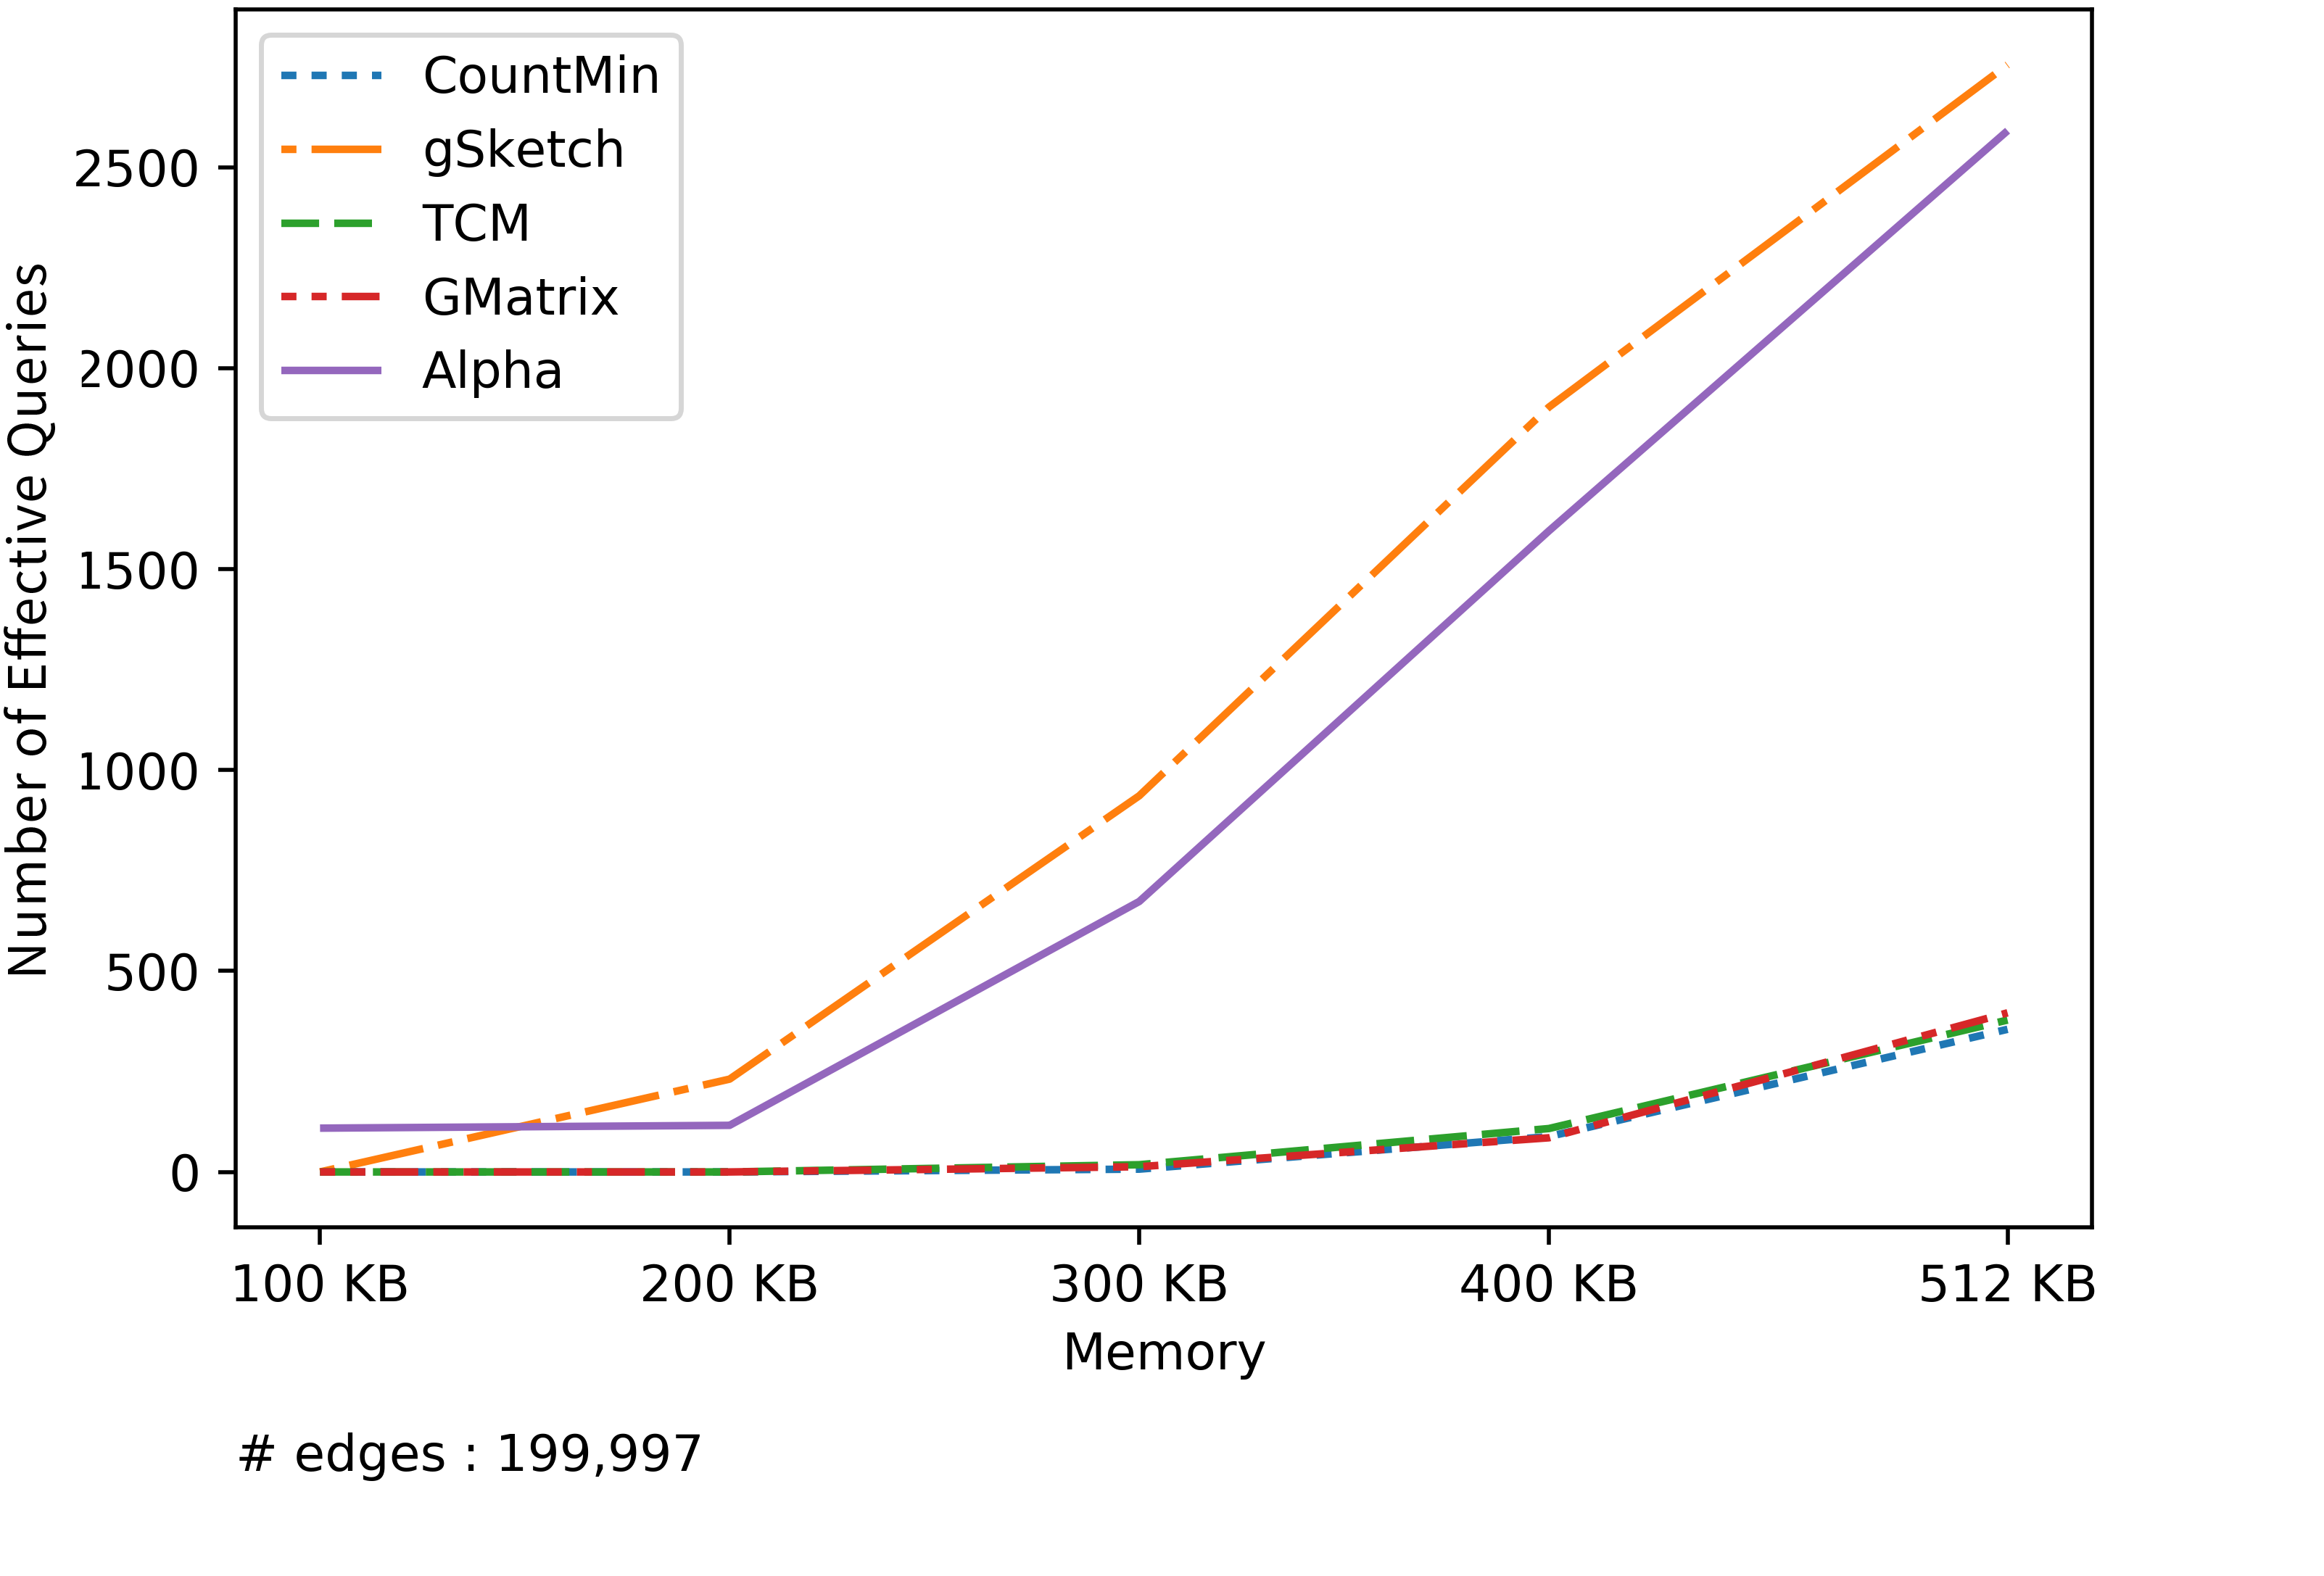 CountMin
gSketch
TCM
GMatrix
Alpha
Number of Effective Queries
2500
2000
1500
1000
500
0
100 KB
200 KB
300 KB
400 KB
512 KB
Memory
# edges : 199,997